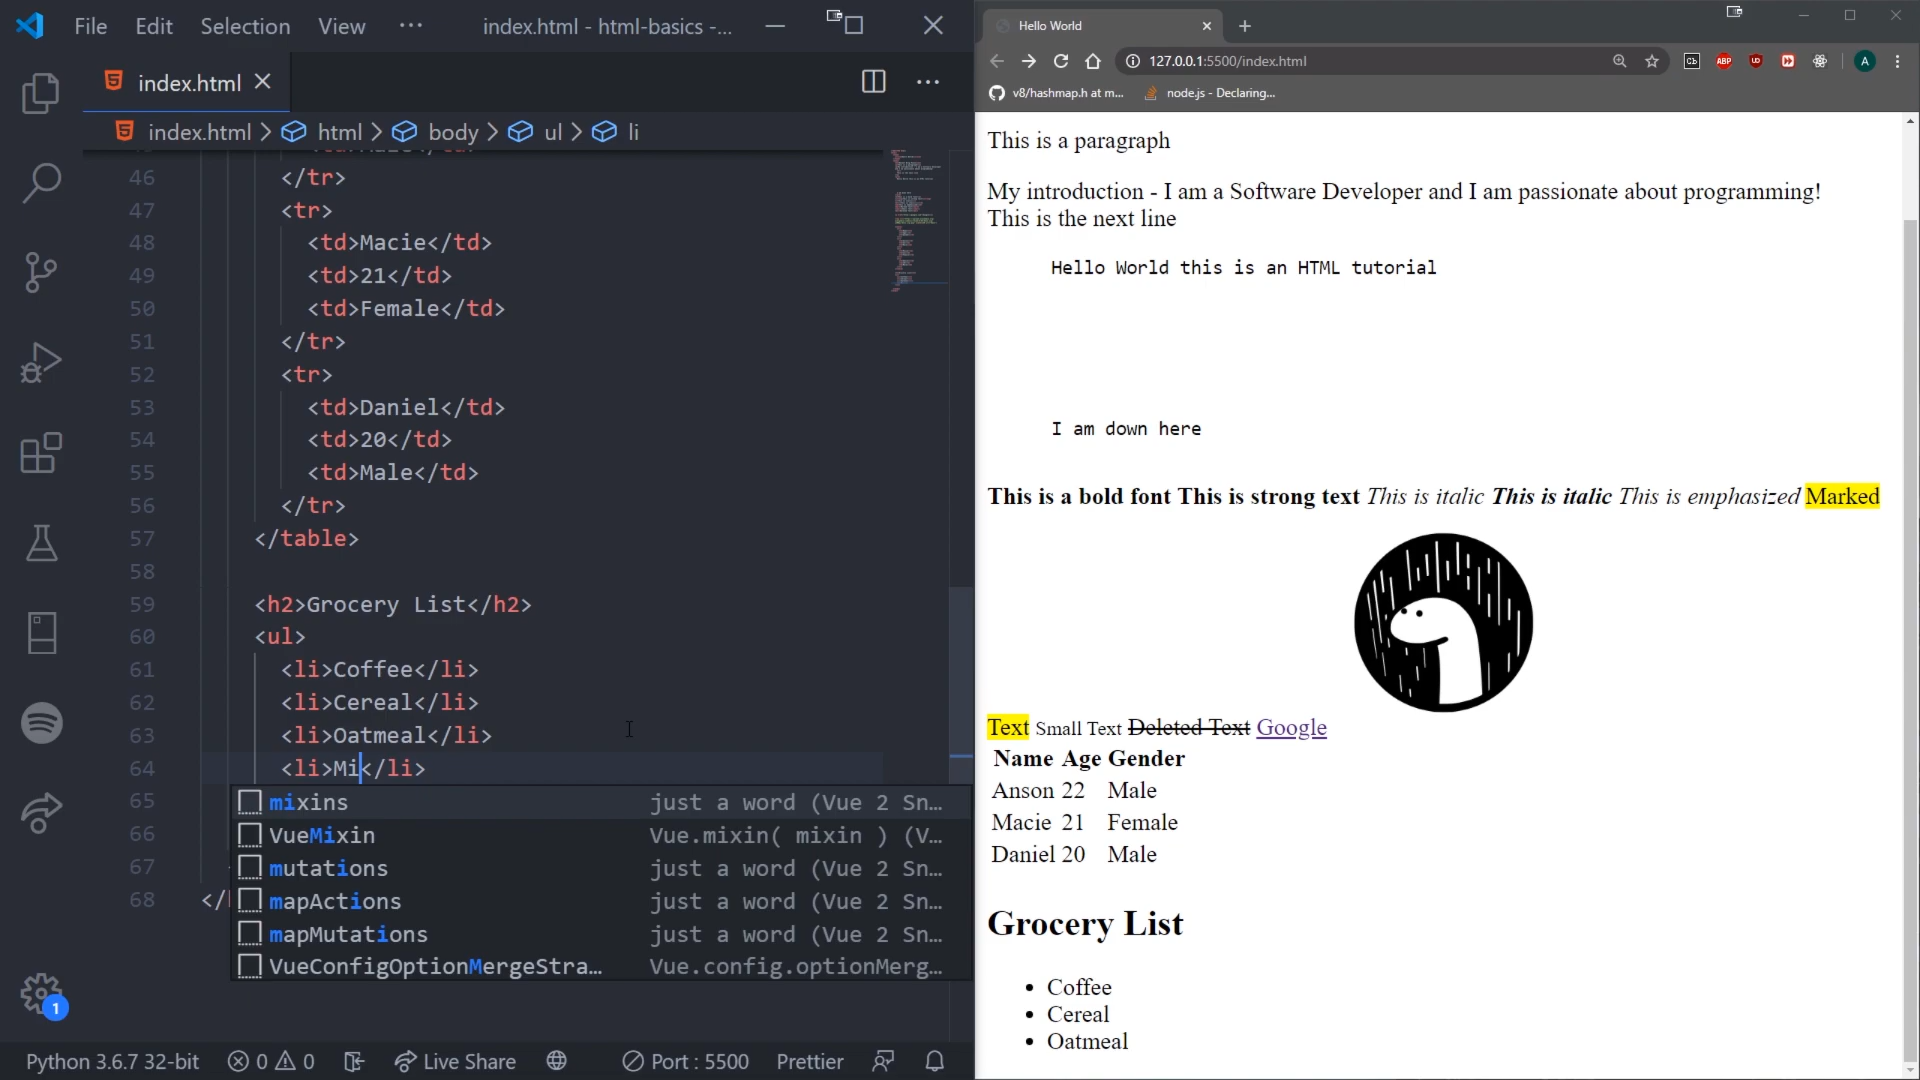 File Edit Selection View ··· index.html - html-basics -...
index.html
index.html > html > body > ul > li
46 </tr>
47 <tr>
48 <td>Macie</td>
49 <td>21</td>
50 <td>Female</td>
51 </tr>
52 <tr>
53 <td>Daniel</td>
54 <td>20</td>
55 <td>Male</td>
56 </tr>
57 </table>
58
59 <h2>Grocery List</h2>
60 <ul>
61 <li>Coffee</li>
62 <li>Cereal</li>
63 <li>Oatmeal</li>
64 <li>Mi</li>
65
66
67
68 </
mixins just a word (Vue 2 Sn...
VueMixin Vue.mixin( mixin ) (V...
mutations just a word (Vue 2 Sn...
mapActions just a word (Vue 2 Sn...
mapMutations just a word (Vue 2 Sn...
VueConfigOptionMergeStra... Vue.config.optionMerg...
1
Python 3.6.7 32-bit 0 0 Live Share Port : 5500 Prettier
Hello World
127.0.0.1:5500/index.html ABP UD A
v8/hashmap.h at m... node.js - Declaring...
This is a paragraph
My introduction - I am a Software Developer and I am passionate about programming!
This is the next line
Hello World this is an HTML tutorial
I am down here
This is a bold font This is strong text This is italic This is italic This is emphasized Marked
Text Small Text Deleted Text Google
Name Age Gender
Anson 22 Male
Macie 21 Female
Daniel 20 Male
Grocery List
• Coffee
• Cereal
• Oatmeal